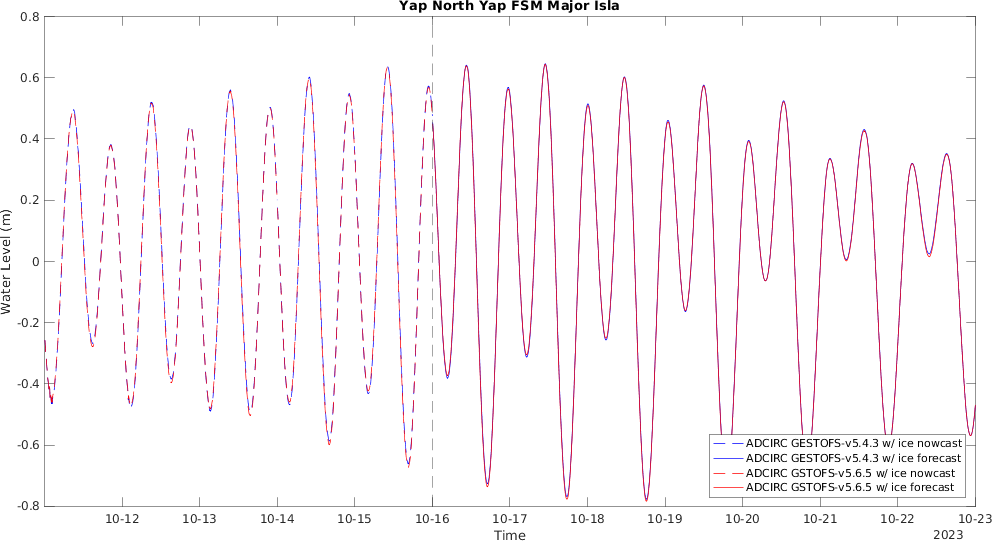 Yap North Yap FSM Major Isla
0.8
0.6
0.4
0.2
0
-0.2
-0.4
-0.6
-0.8
Water Level (m)
ADCIRC GESTOFS-v5.4.3 w/ ice nowcast
ADCIRC GESTOFS-v5.4.3 w/ ice forecast
ADCIRC GSTOFS-v5.6.5 w/ ice nowcast
ADCIRC GSTOFS-v5.6.5 w/ ice forecast
10-12 10-13 10-14 10-15 10-16 10-17 10-18 10-19 10-20 10-21 10-22 10-23
Time
2023